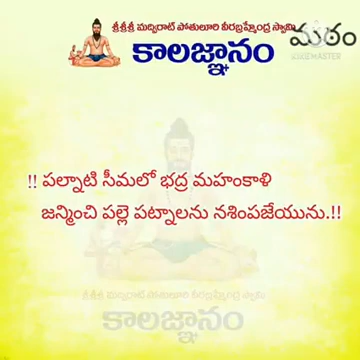 శ్రీశ్రీశ్రీ మద్విరాట్ పోతులూరి వీరబ్రహ్మేంద్ర స్వామి మఠం
కాలజ్ఞానం
!! పల్నాటి సీమలో భద్ర మహంకాళి
జన్మించి పల్లె పట్నాలను నశింపజేయును.!!
శ్రీశ్రీశ్రీ మద్విరాట్ పోతులూరి వీరబ్రహ్మేంద్ర స్వామి
కాలజ్ఞానం